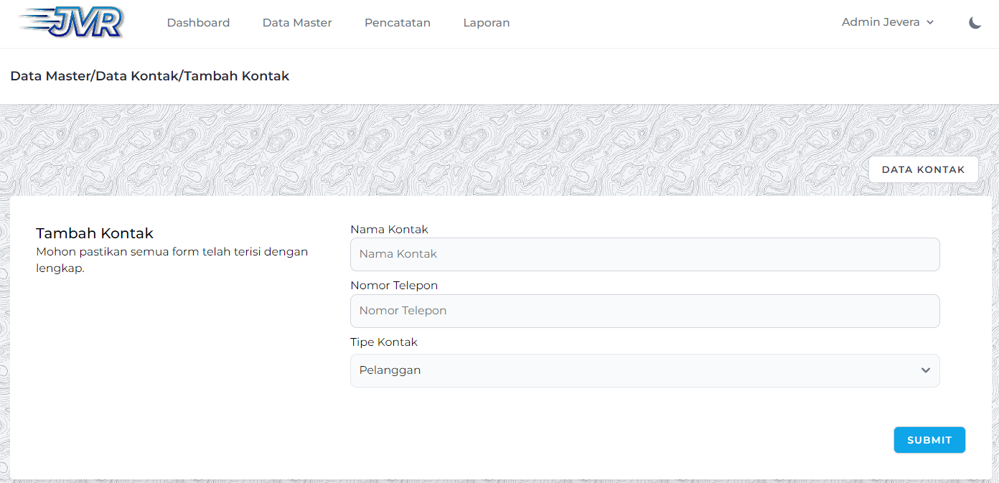 JVR
Dashboard
Data Master
Pencatatan
Laporan
Admin Jevera
Data Master/Data Kontak/Tambah Kontak
DATA KONTAK
Tambah Kontak
Mohon pastikan semua form telah terisi dengan
lengkap.
Nama Kontak
Nama Kontak
Nomor Telepon
Nomor Telepon
Tipe Kontak
Pelanggan
SUBMIT